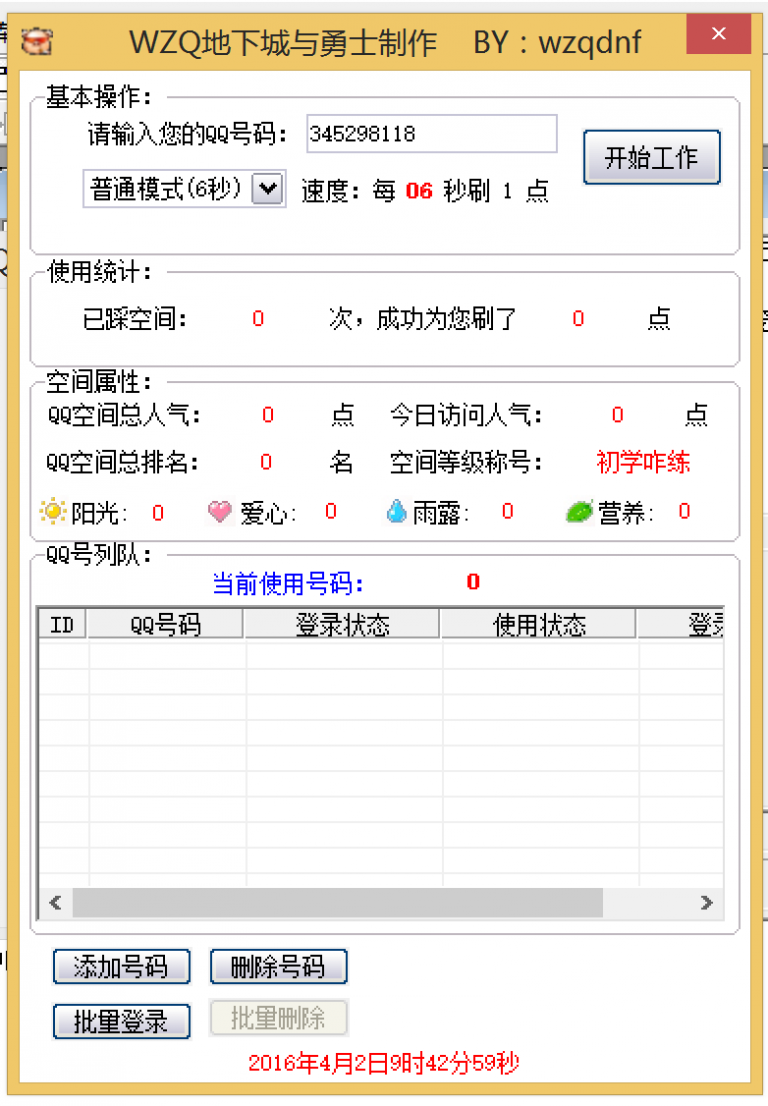 WZQ地下城与勇士制作 BY：wzqdnf
基本操作：
请输入您的QQ号码： 345298118
开始工作
普通模式(6秒) 速度：每 06 秒刷 1 点
使用统计：
已踩空间： 0 次，成功为您刷了 0 点
空间属性：
QQ空间总人气： 0 点 今日访问人气： 0 点
QQ空间总排名： 0 名 空间等级称号： 初学咋练
阳光： 0 爱心： 0 雨露： 0 营养： 0
QQ号列队：
当前使用号码： 0
ID QQ号码 登录状态 使用状态 登录
添加号码 删除号码
批量登录 批量删除
2016年4月2日9时42分59秒